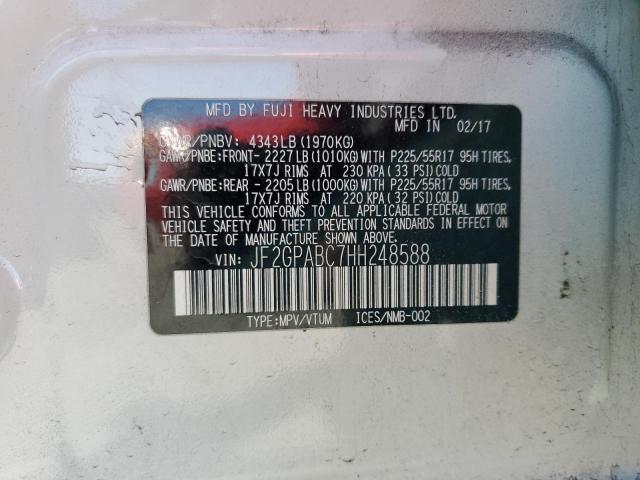 MFD BY FUJI HEAVY INDUSTRIES LTD.
MFD IN 02/17
GVWR/PNBV: 4343LB (1970KG)
GAWR/PNBE:FRONT- 2227LB (1010KG) WITH P225/55R17 95H TIRES,
17X7J RIMS AT 230 KPA (33 PSI) COLD
GAWR/PNBE:REAR - 2205LB (1000KG) WITH P225/55R17 95H TIRES,
17X7J RIMS AT 220 KPA (32 PSI) COLD
THIS VEHICLE CONFORMS TO ALL APPLICABLE FEDERAL MOTOR
VEHICLE SAFETY AND THEFT PREVENTION STANDARDS IN EFFECT
ON THE DATE OF MANUFACTURE SHOWN ABOVE.
VIN: JF2GPABC7HH248588
TYPE:MPV/VTUM ICES/NMB-002